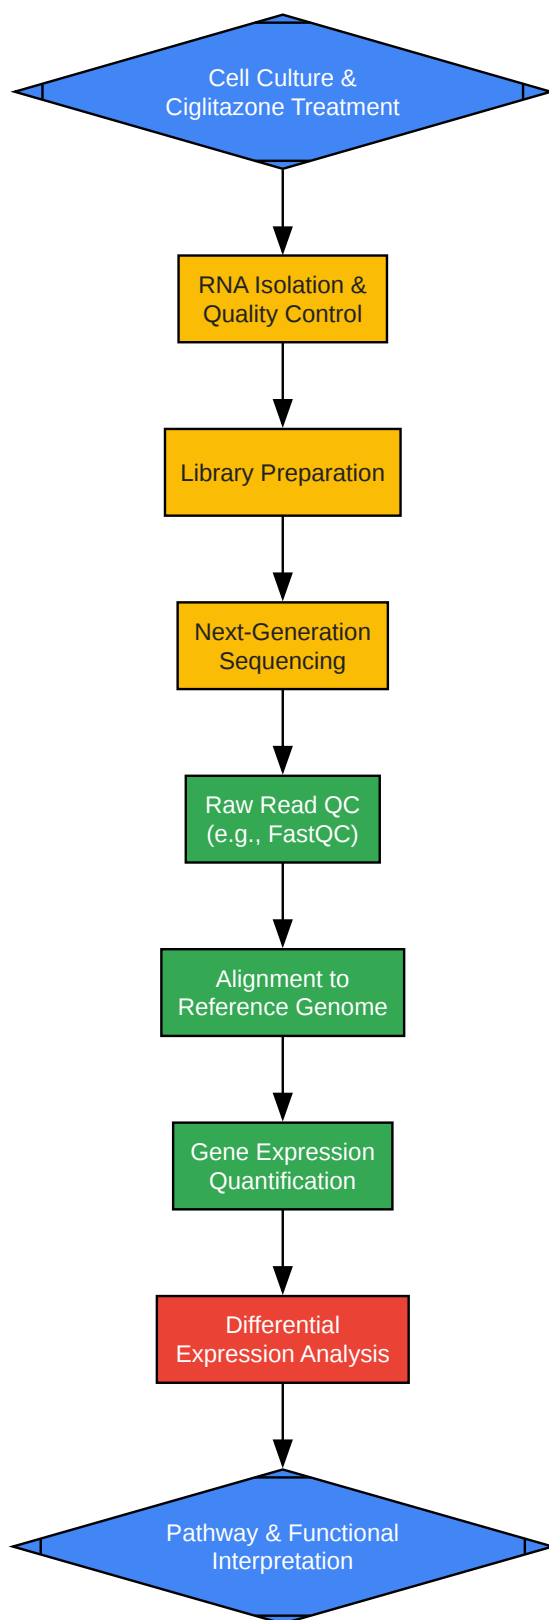 Cell Culture &
Ciglitazone Treatment
RNA Isolation &
Quality Control
Library Preparation
Next-Generation
Sequencing
Raw Read QC
(e.g., FastQC)
Alignment to
Reference Genome
Gene Expression
Quantification
Differential
Expression Analysis
Pathway & Functional
Interpretation